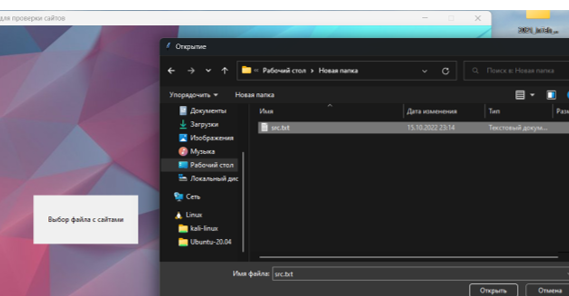 для проверки сайтов
Открытие
Рабочий стол › Новая папка
Поиск в: Новая папка
Упорядочить
Новая папка
Документы
Загрузки
Изображения
Музыка
Рабочий стол
Локальный дис
Сеть
Linux
kali-linux
Ubuntu-20.04
Имя
Дата изменения
Тип
Разм
src.txt
15.10.2022 23:14
Текстовый докум...
Выбор файла с сайтами
Имя файла: src.txt
Открыть
Отмена